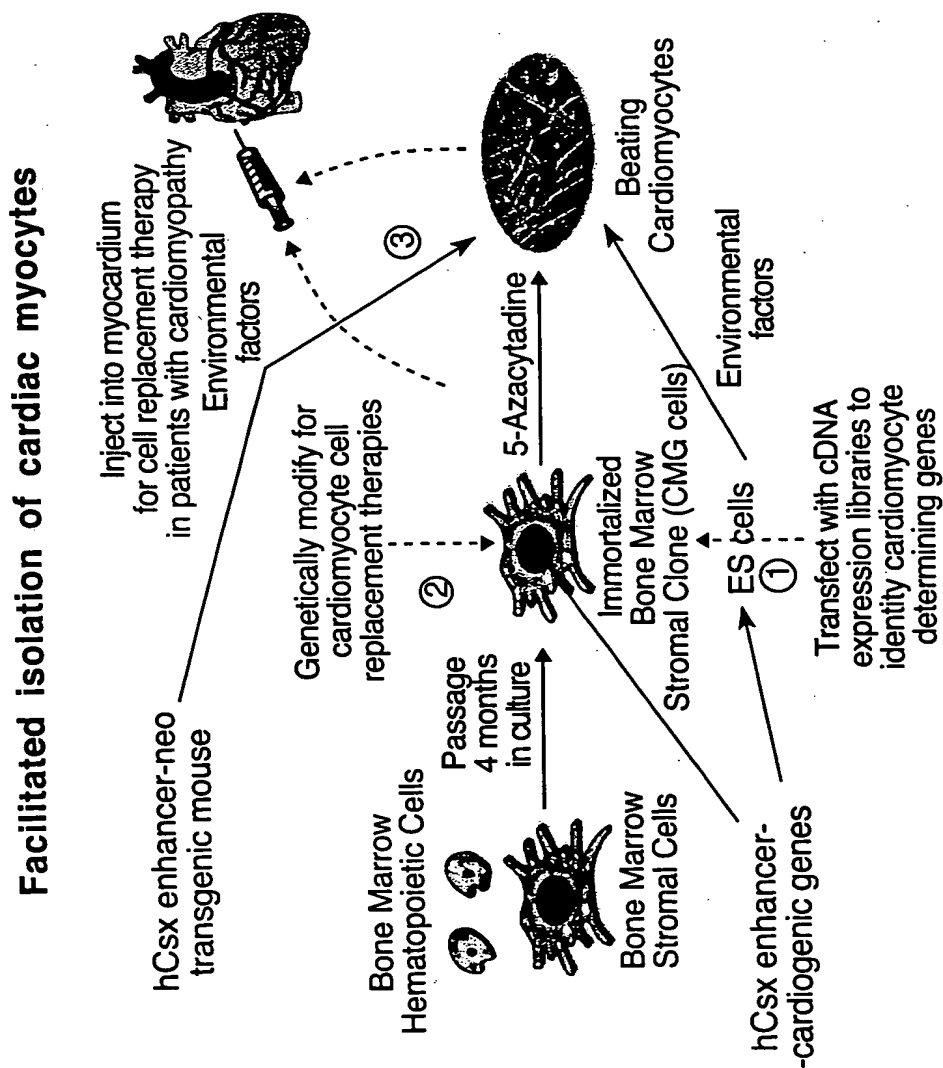 Facilitated isolation of cardiac myocytes
hCsx enhancer-neo
transgenic mouse
Inject into myocardium
for cell replacement therapy
in patients with cardiomyopathy
Environmental
factors
Genetically modify for
cardiomyocyte cell
replacement therapies
②
③
Bone Marrow
Hematopoietic Cells
Passage
4 months
in culture
5-Azacytadine
Bone Marrow
Stromal Cells
Immortalized
Bone Marrow
Stromal Clone (CMG cells)
Beating
Cardiomyocytes
Environmental
factors
hCsx enhancer-
-cardiogenic genes
ES cells
①
Transfect with cDNA
expression libraries to
identity cardiomyocyte
determining genes